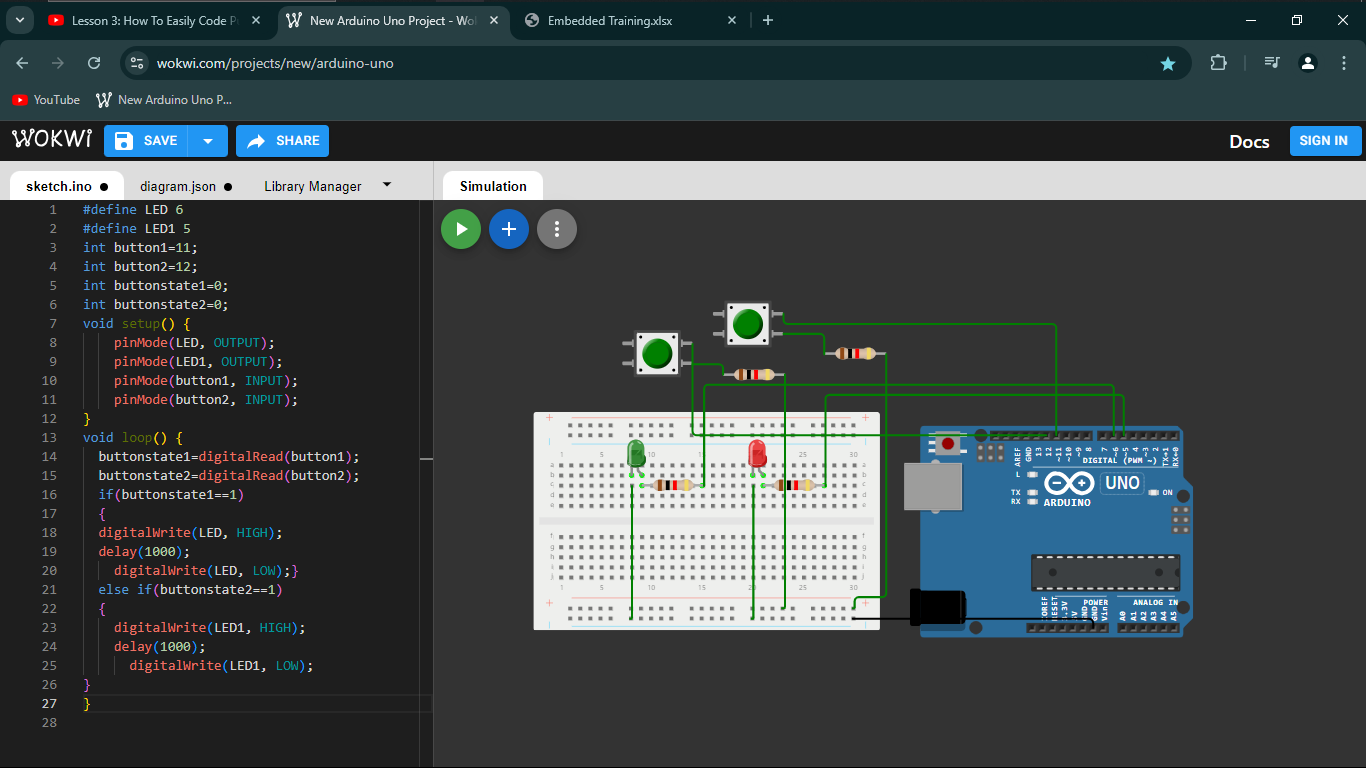 Lesson 3: How To Easily Code P
New Arduino Uno Project - Wo
Embedded Training.xlsx
wokwi.com/projects/new/arduino-uno
YouTube
New Arduino Uno P...
WOKWi
SAVE
SHARE
Docs
SIGN IN
sketch.ino
diagram.json
Library Manager
Simulation
1 #define LED 6
2 #define LED1 5
3 int button1=11;
4 int button2=12;
5 int buttonstate1=0;
6 int buttonstate2=0;
7 void setup() {
8 pinMode(LED, OUTPUT);
9 pinMode(LED1, OUTPUT);
10 pinMode(button1, INPUT);
11 pinMode(button2, INPUT);
12 }
13 void loop() {
14 buttonstate1=digitalRead(button1);
15 buttonstate2=digitalRead(button2);
16 if(buttonstate1==1)
17 {
18 digitalWrite(LED, HIGH);
19 delay(1000);
20 digitalWrite(LED, LOW);}
21 else if(buttonstate2==1)
22 {
23 digitalWrite(LED1, HIGH);
24 delay(1000);
25 digitalWrite(LED1, LOW);
26 }
27 }
28
AREF
GND
13
12
~11
~10
~9
8
7
~6
~5
4
~3
2
TX→1
RX←0
DIGITAL (PWM ~)
L
TX
RX
UNO
ON
ARDUINO
POWER
ANALOG IN
IOREF
RESET
3.3V
5V
GND
GND
Vin
A0
A1
A2
A3
A4
A5